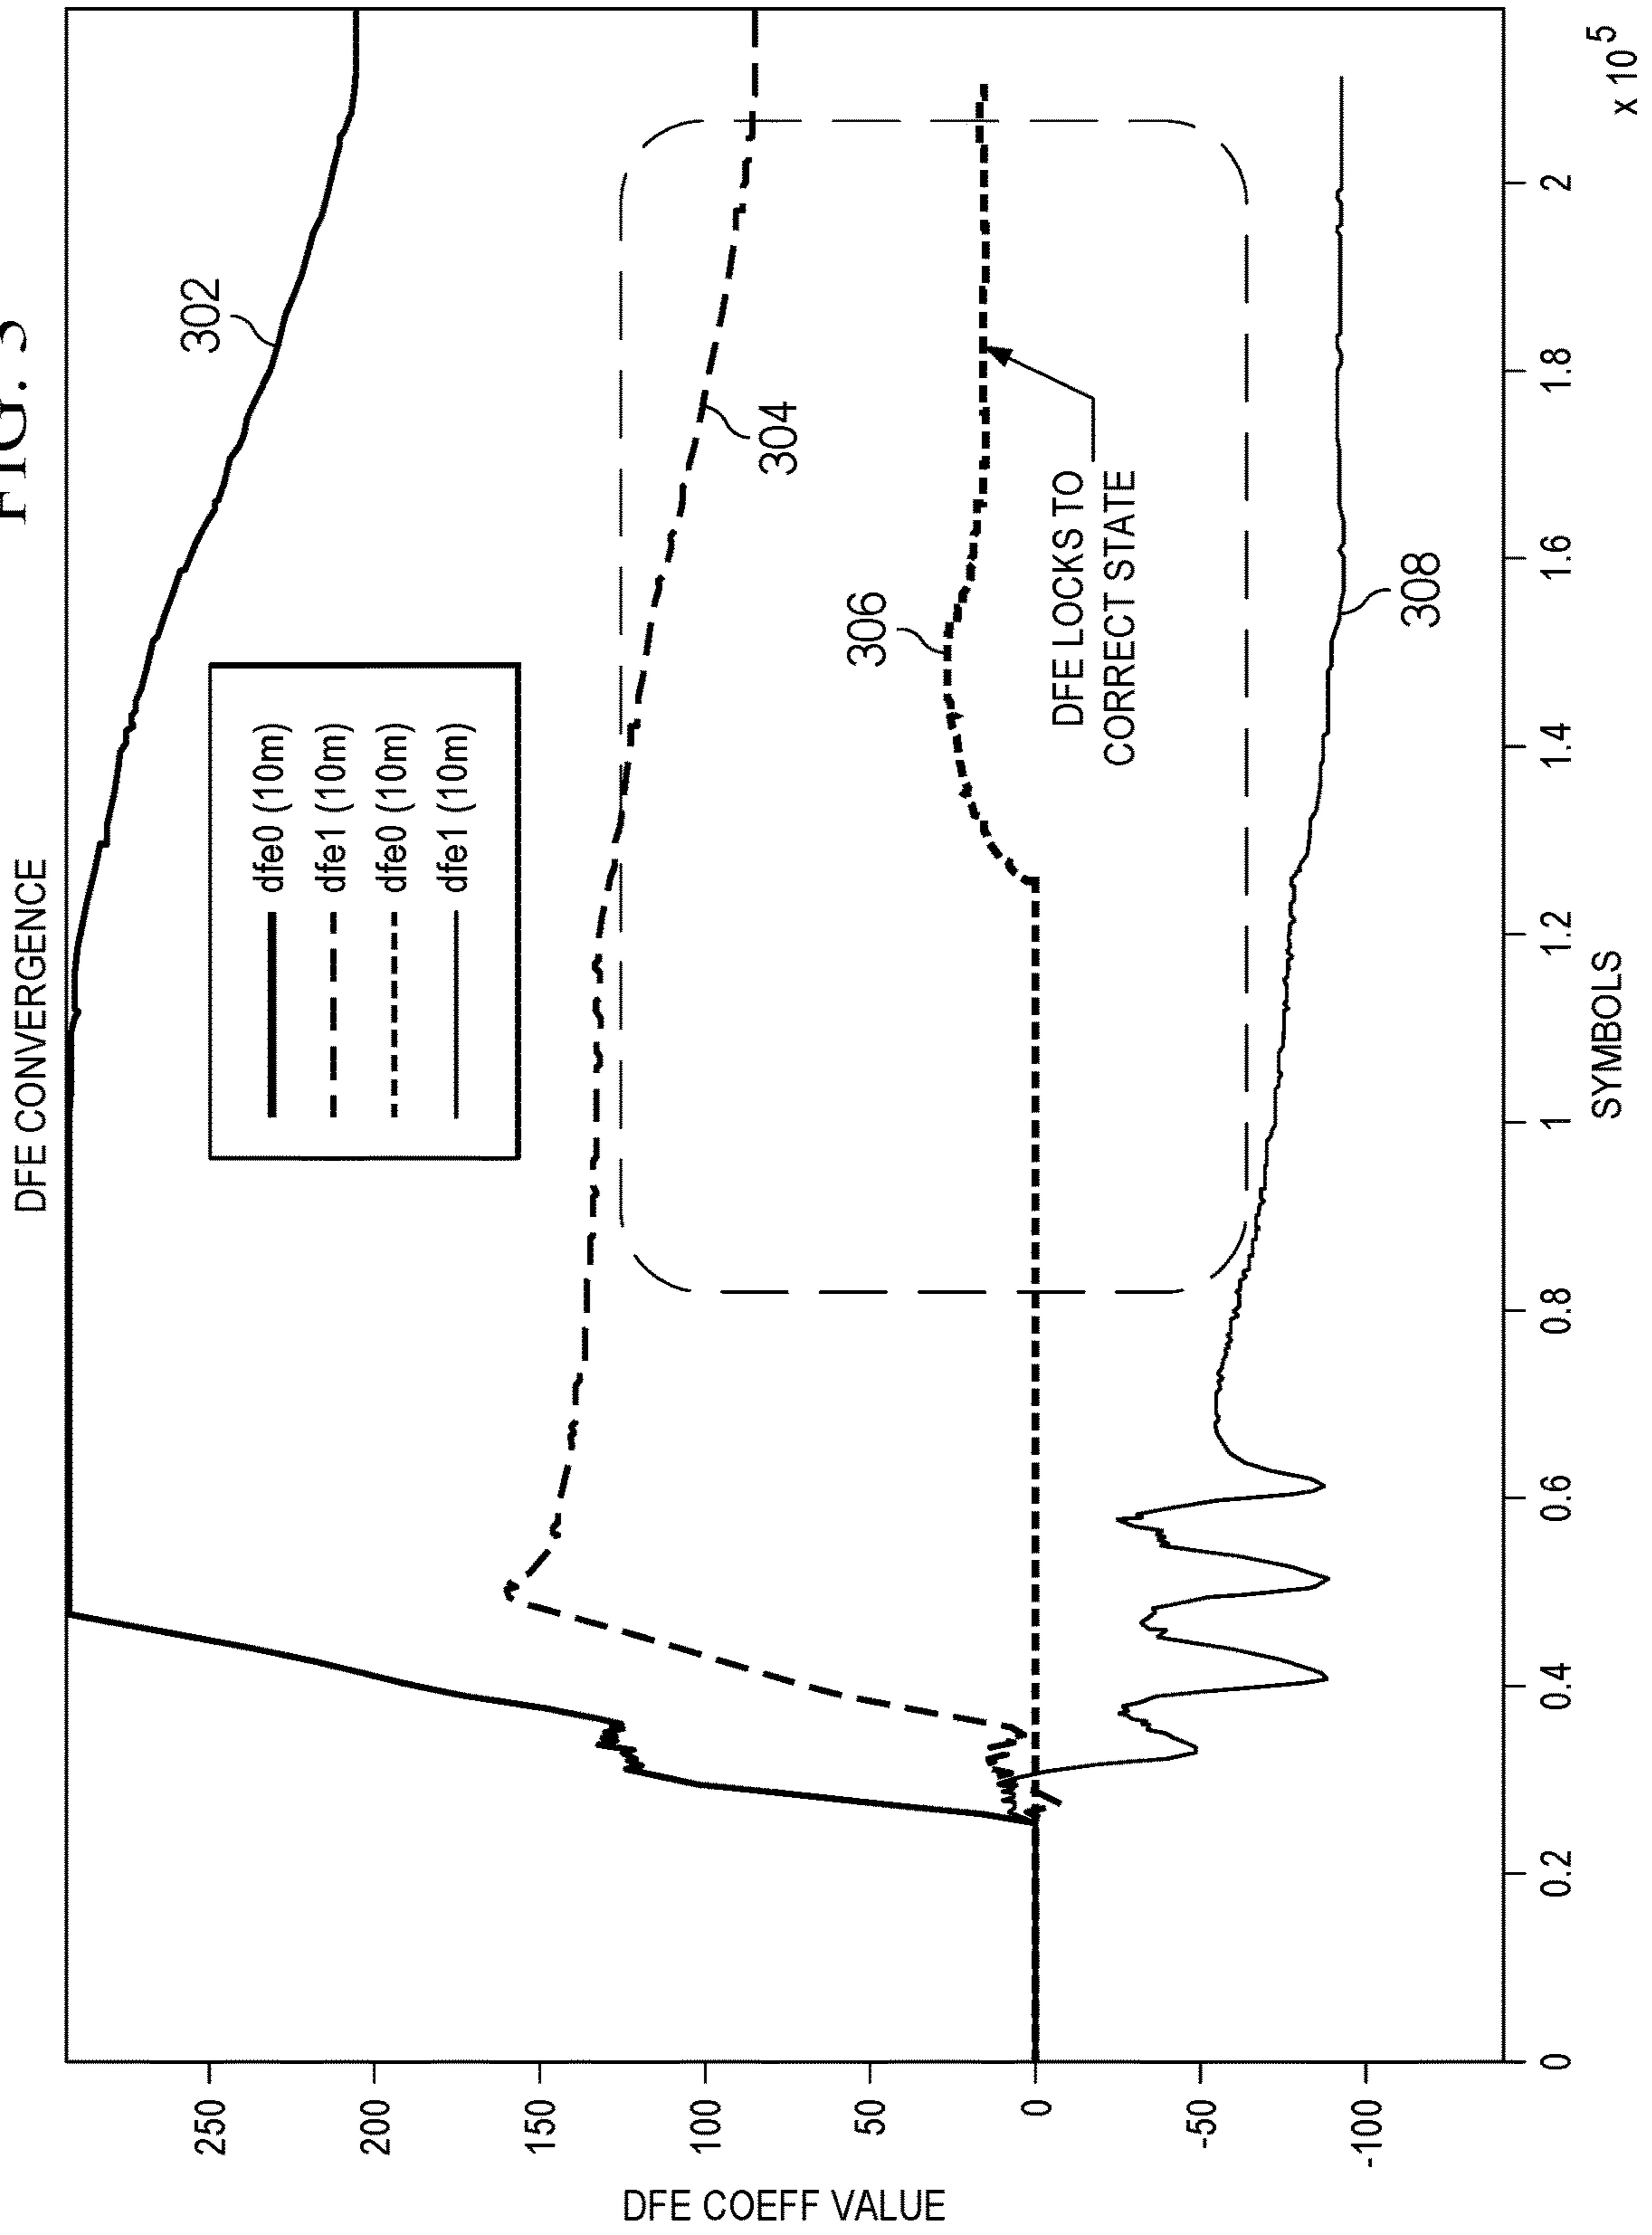 FIG. 3
DFE CONVERGENCE
dfe0 (10m)
dfe1 (10m)
dfe0 (10m)
dfe1 (10m)
302
304
306
308
DFE LOCKS TO
CORRECT STATE
DFE COEFF VALUE
250
200
150
100
50
0
-50
-100
0
0.2
0.4
0.6
0.8
1
1.2
1.4
1.6
1.8
2
SYMBOLS
x 10⁵